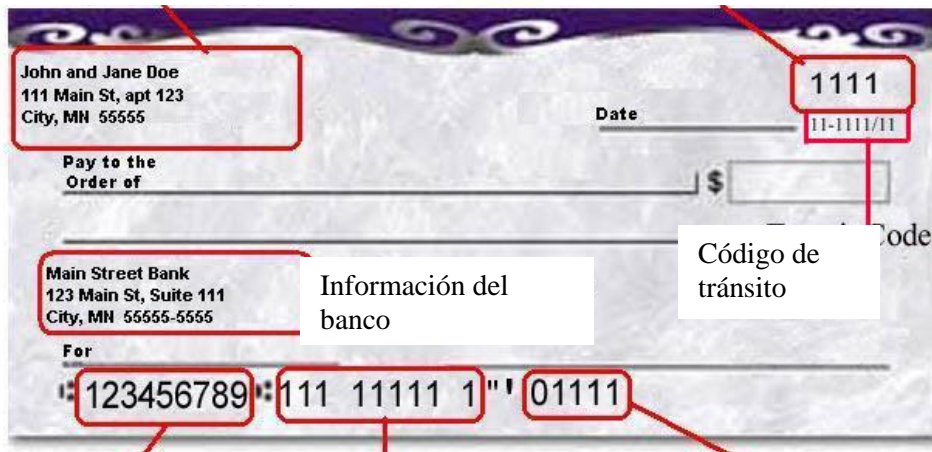 John and Jane Doe
111 Main St, apt 123
City, MN 55555
1111
11-1111/11
Date
Pay to the
Order of
$
Code
Código de
tránsito
Main Street Bank
123 Main St, Suite 111
City, MN 55555-5555
Información del
banco
For
⑆123456789⑆111 11111 1"' 01111